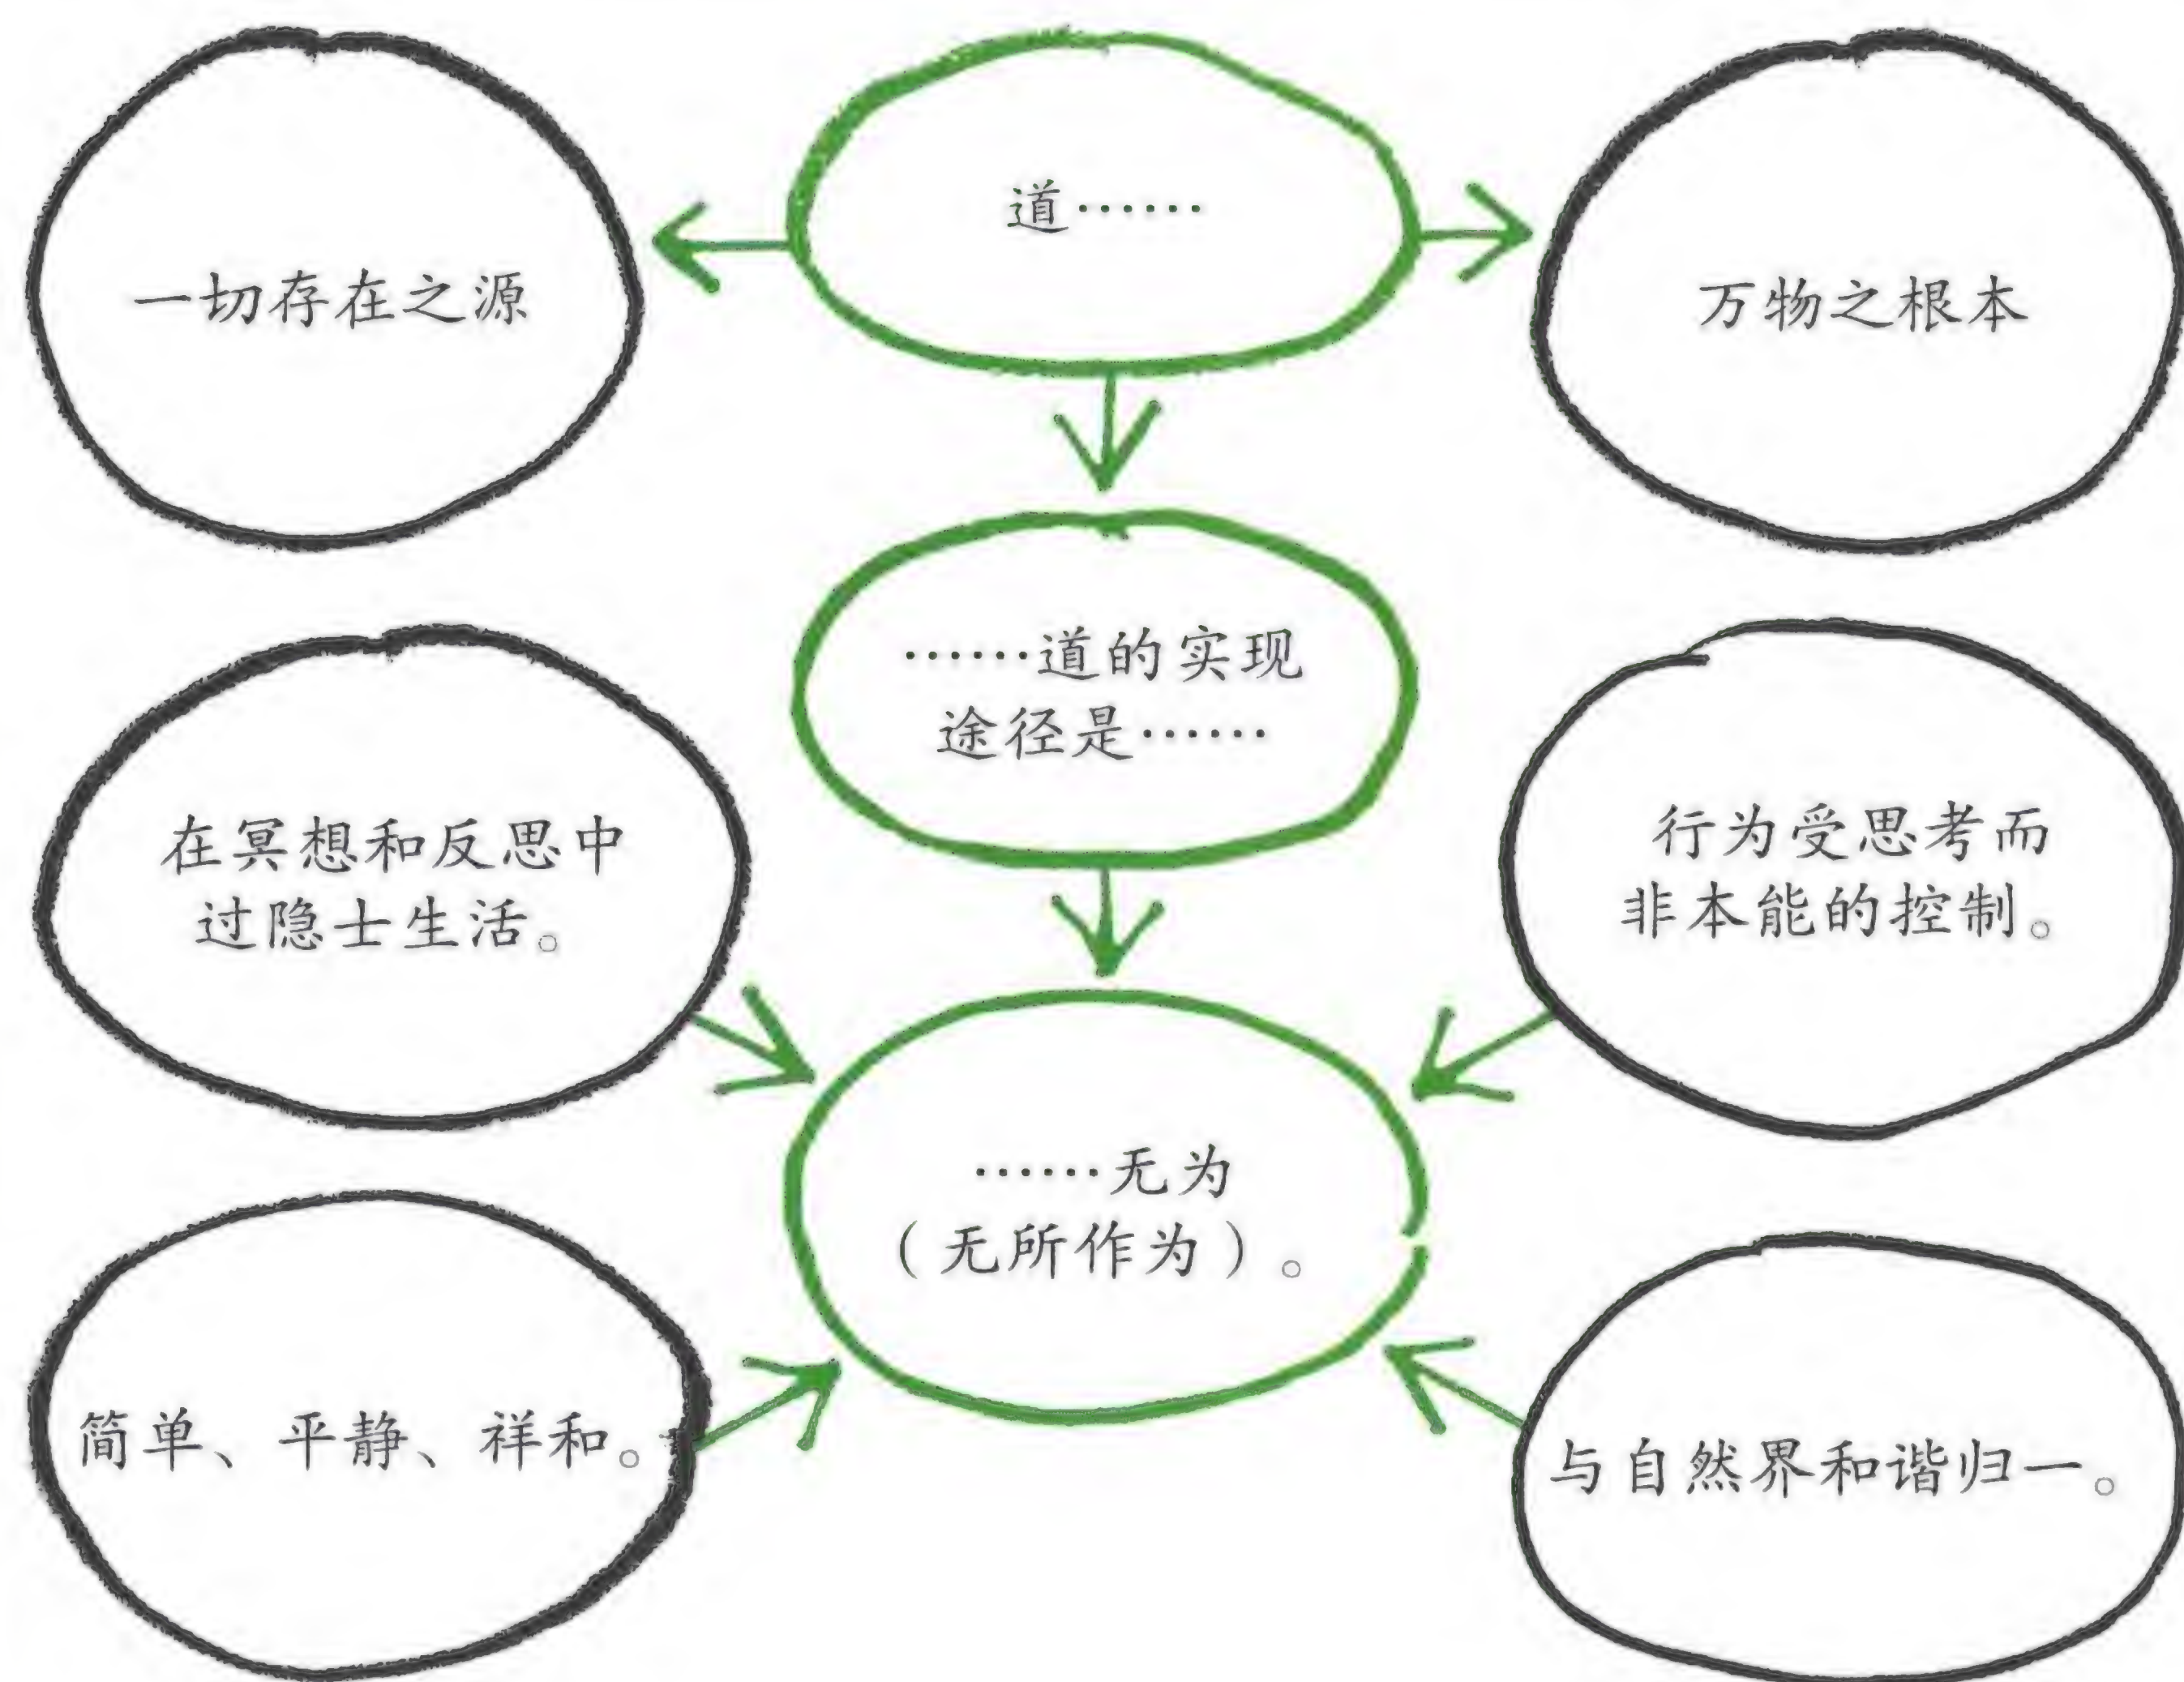 道……
一切存在之源
万物之根本
……道的实现
途径是……
在冥想和反思中
过隐士生活。
行为受思考而
非本能的控制。
……无为
（无所作为）。
简单、平静、祥和。
与自然界和谐归一。